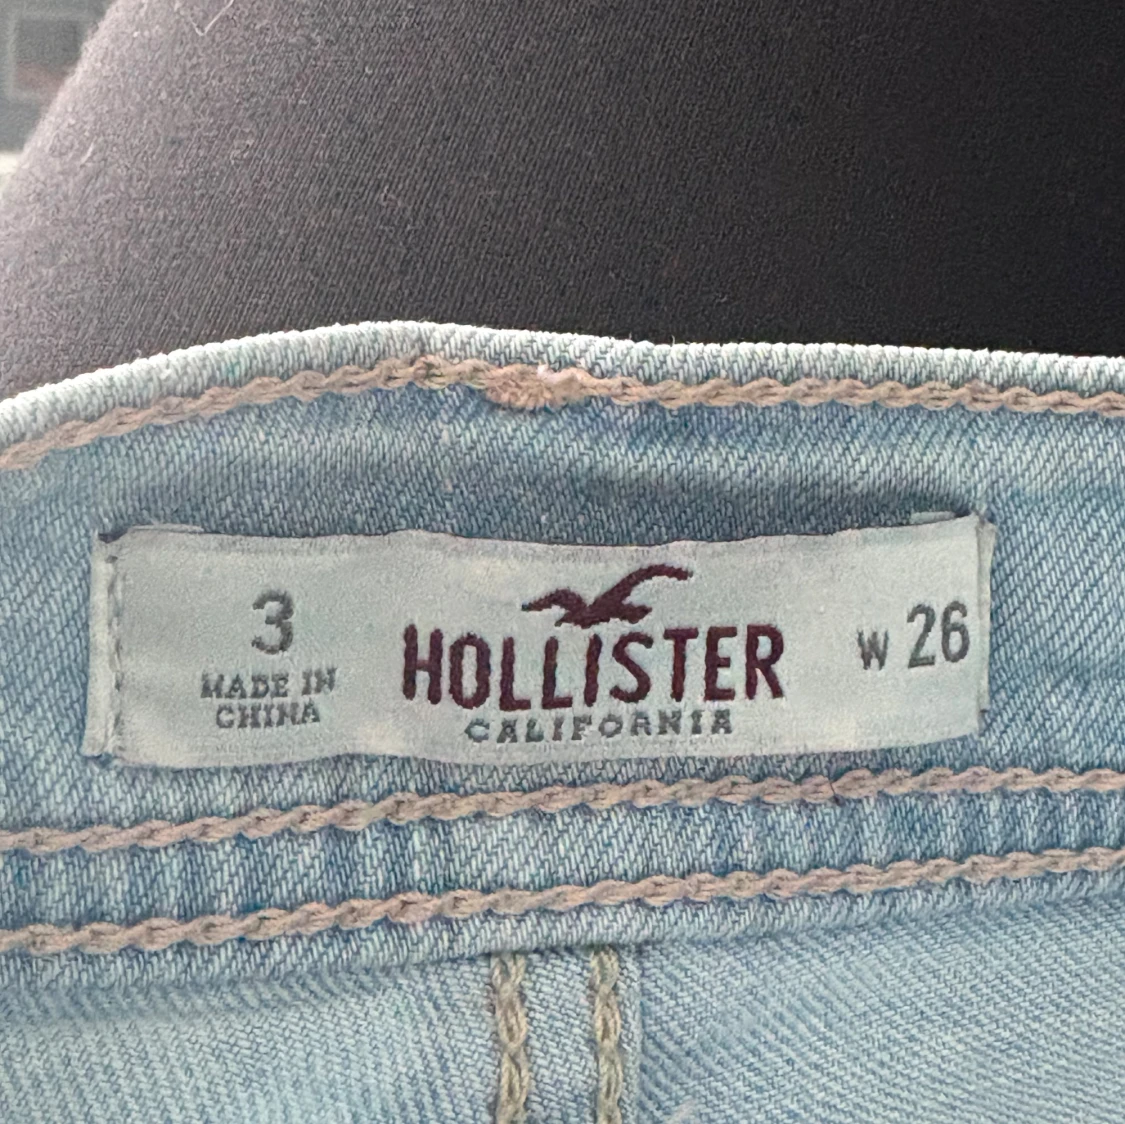 3
MADE IN
CHINA
HOLLISTER
CALIFORNIA
W 26